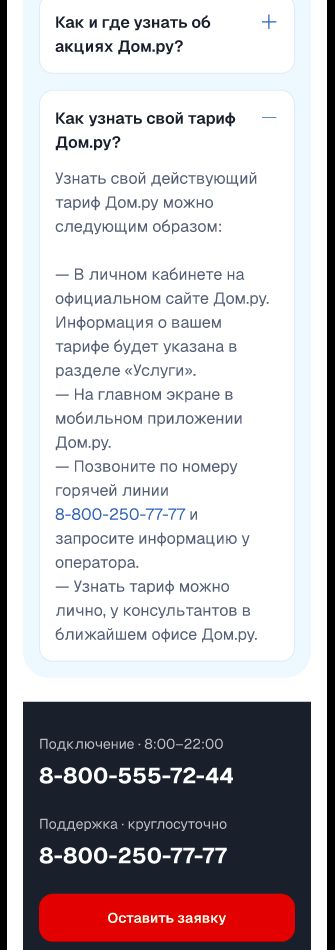 Как и где узнать об
акциях Дом.ру?
Как узнать свой тариф
Дом.ру?
Узнать свой действующий
тариф Дом.ру можно
следующим образом:
— В личном кабинете на
официальном сайте Дом.ру.
Информация о вашем
тарифе будет указана в
разделе «Услуги».
— На главном экране в
мобильном приложении
Дом.ру.
— Позвоните по номеру
горячей линии
8-800-250-77-77 и
запросите информацию у
оператора.
— Узнать тариф можно
лично, у консультантов в
ближайшем офисе Дом.ру.
Подключение · 8:00–22:00
8-800-555-72-44
Поддержка · круглосуточно
8-800-250-77-77
Оставить заявку